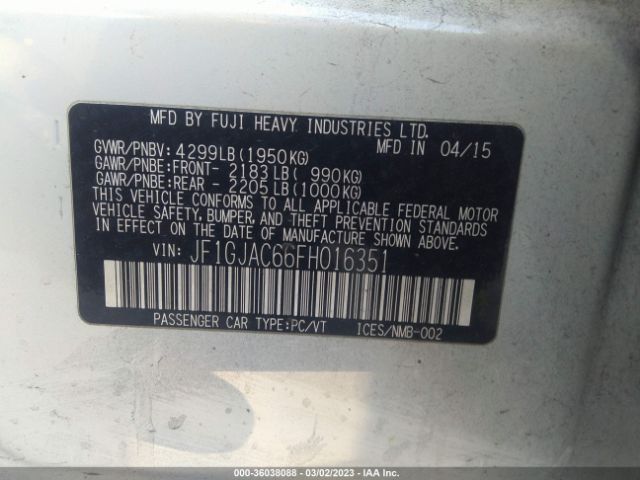 MFD BY FUJI HEAVY INDUSTRIES LTD.
MFD IN 04/15
GVWR/PNBV: 4299LB(1950KG)
GAWR/PNBE:FRONT- 2183LB( 990KG)
GAWR/PNBE:REAR - 2205LB(1000KG)
THIS VEHICLE CONFORMS TO ALL APPLICABLE FEDERAL MOTOR
VEHICLE SAFETY, BUMPER, AND THEFT PREVENTION STANDARDS
IN EFFECT ON THE DATE OF MANUFACTURE SHOWN ABOVE.
VIN: JF1GJAC66FH016351
PASSENGER CAR TYPE:PC/VT ICES/NMB-002
000-36038088 - 03/02/2023 - IAA Inc.